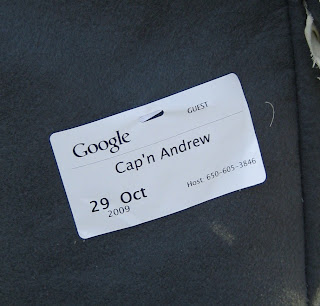 Google GUEST
Cap'n Andrew
29 Oct
2009
Host 650-605-3846